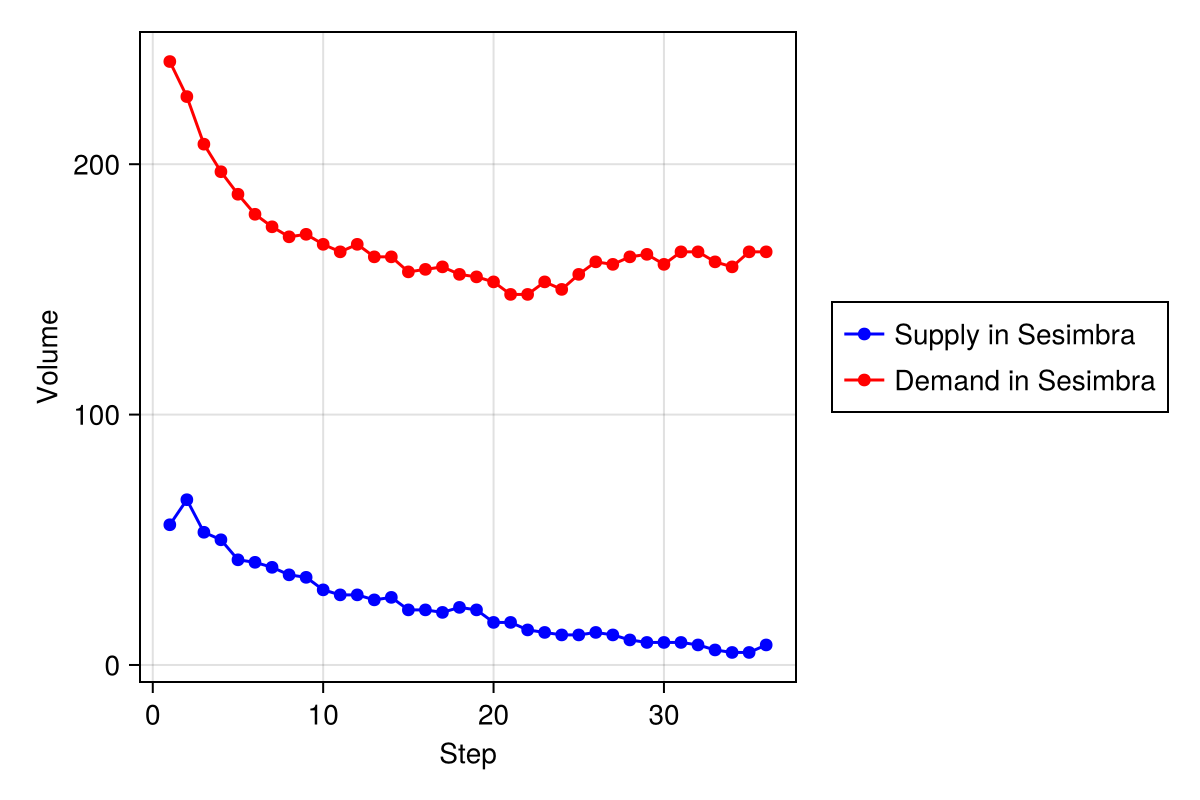 200
100
0
Volume
0 10 20 30
Step
Supply in Sesimbra
Demand in Sesimbra